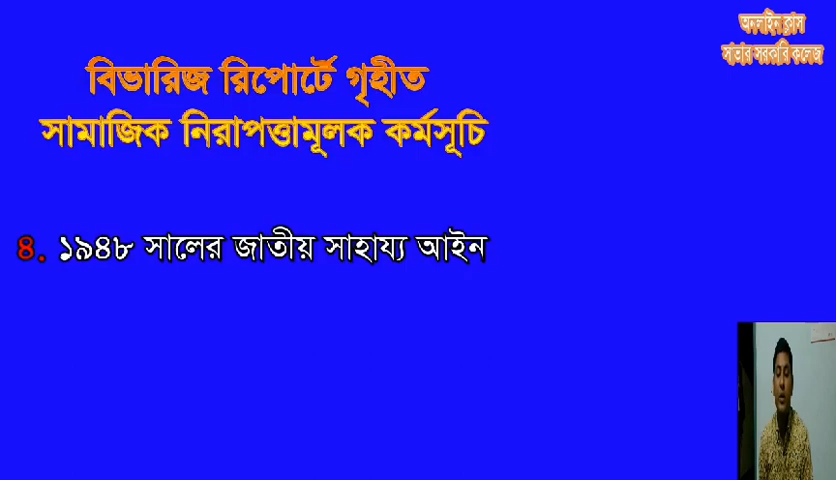 অনলাইন ক্লাস
সাভার সরকারি কলেজ
বিভারিজ রিপোর্টে গৃহীত
সামাজিক নিরাপত্তামূলক কর্মসূচি
৪. ১৯৪৮ সালের জাতীয় সাহায্য আইন